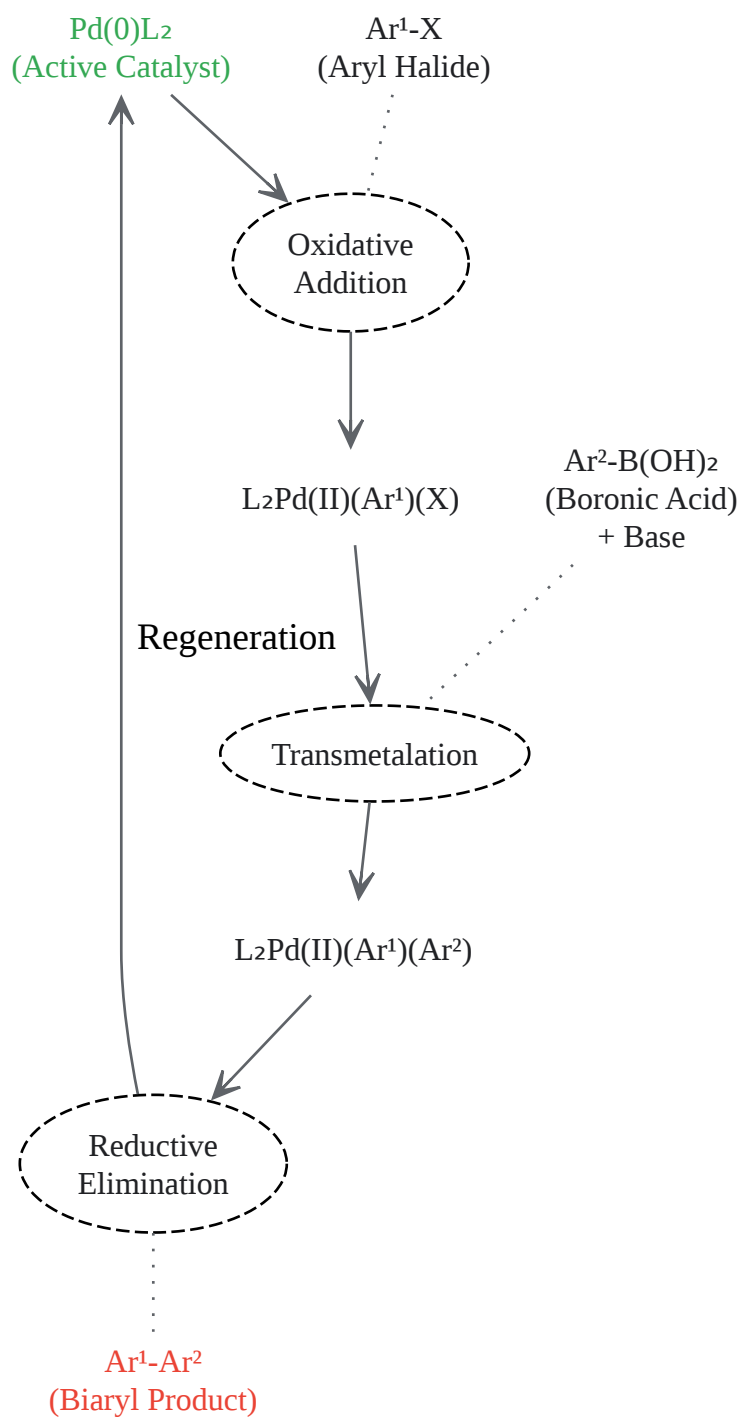 Pd(0)L₂
(Active Catalyst)
Ar¹-X
(Aryl Halide)
Oxidative
Addition
L₂Pd(II)(Ar¹)(X)
Ar²-B(OH)₂
(Boronic Acid)
+ Base
Regeneration
Transmetalation
L₂Pd(II)(Ar¹)(Ar²)
Reductive
Elimination
Ar¹-Ar²
(Biaryl Product)